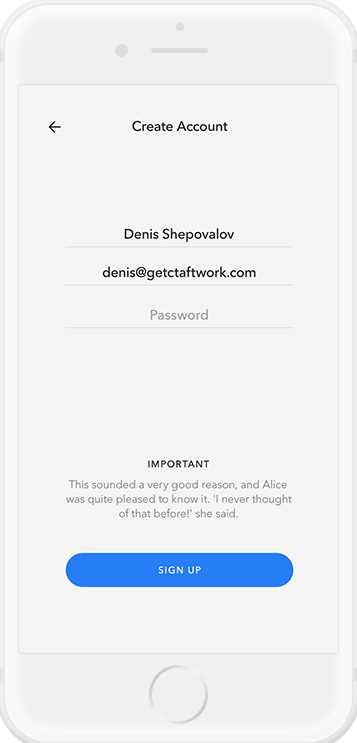 Create Account
Denis Shepovalov
denis@getctaftwork.com
Password
IMPORTANT
This sounded a very good reason, and Alice
was quite pleased to know it. 'I never thought
of that before!' she said.
SIGN UP